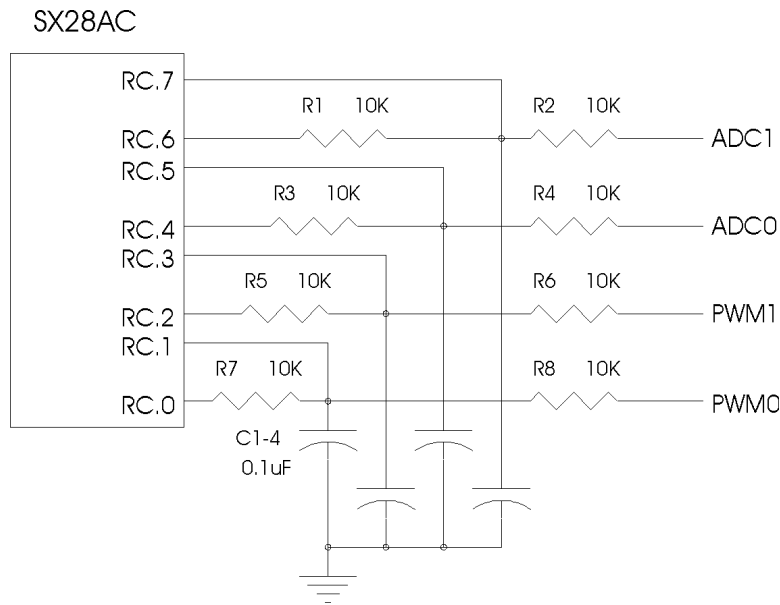 SX28AC
RC.7
R1 10K R2 10K
RC.6 ADC1
RC.5
R3 10K R4 10K
RC.4 ADC0
RC.3
R5 10K R6 10K
RC.2 PWM1
RC.1
R7 10K R8 10K
RC.0 PWM0
C1-4
0.1uF